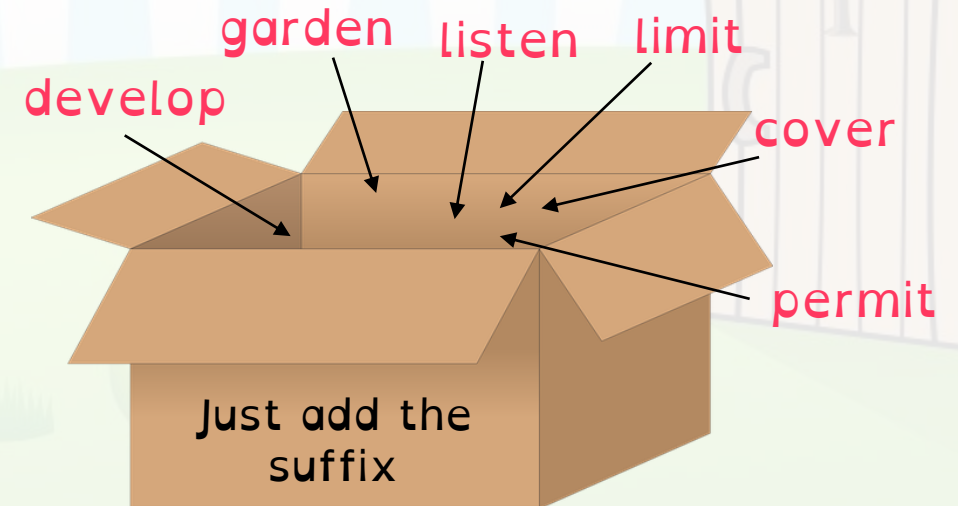 garden
listen
limit
develop
cover
permit
Just add the
suffix